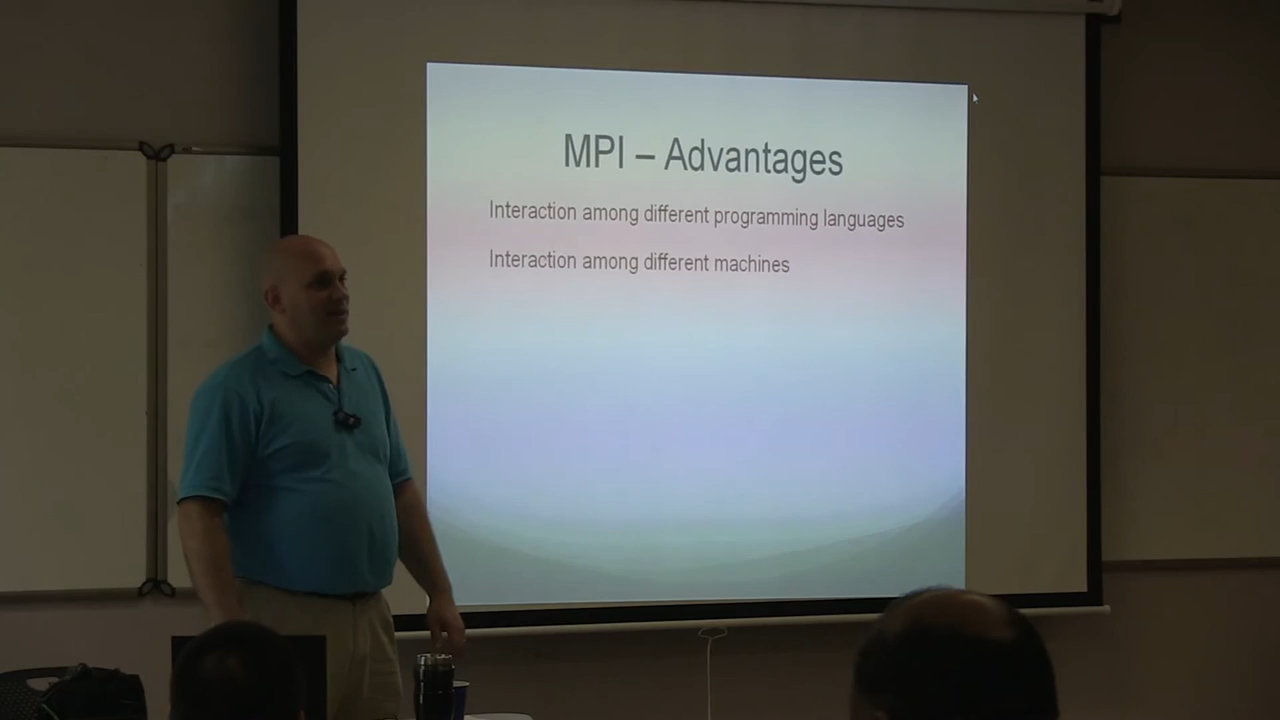 MPI – Advantages
Interaction among different programming languages
Interaction among different machines